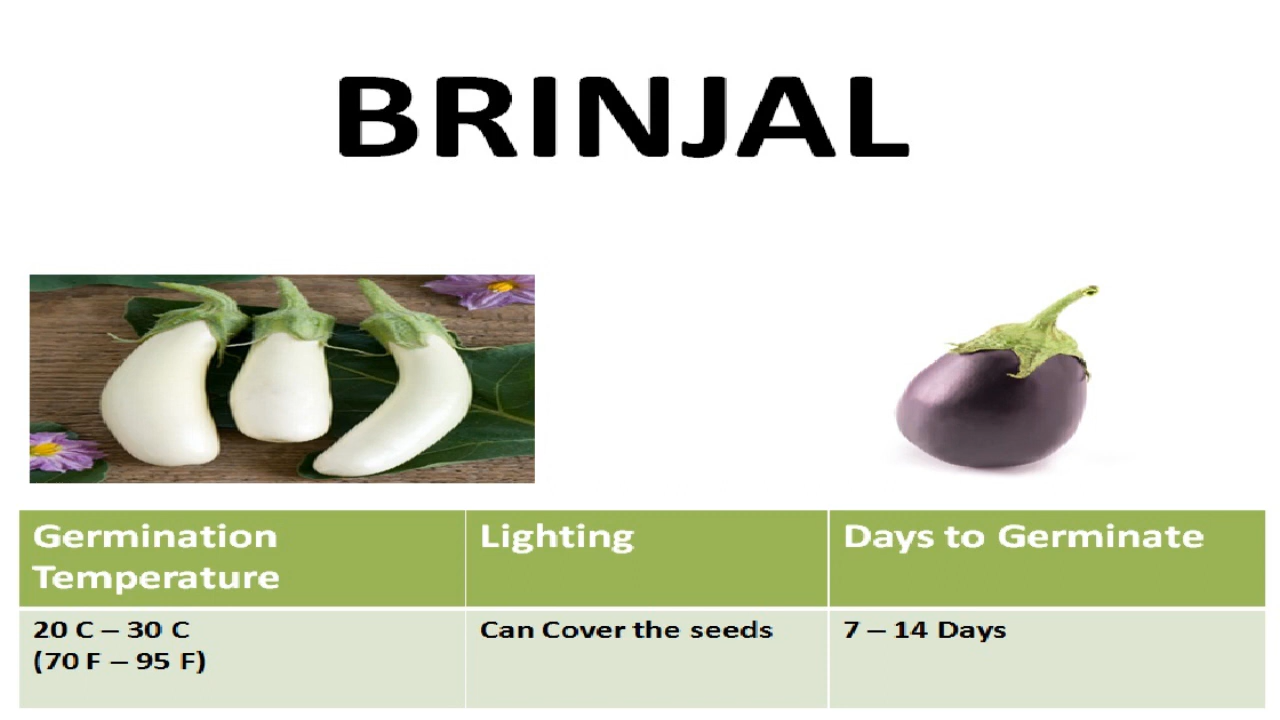 BRINJAL
Germination
Temperature
Lighting
Days to Germinate
20 C – 30 C
(70 F – 95 F)
Can Cover the seeds
7 – 14 Days